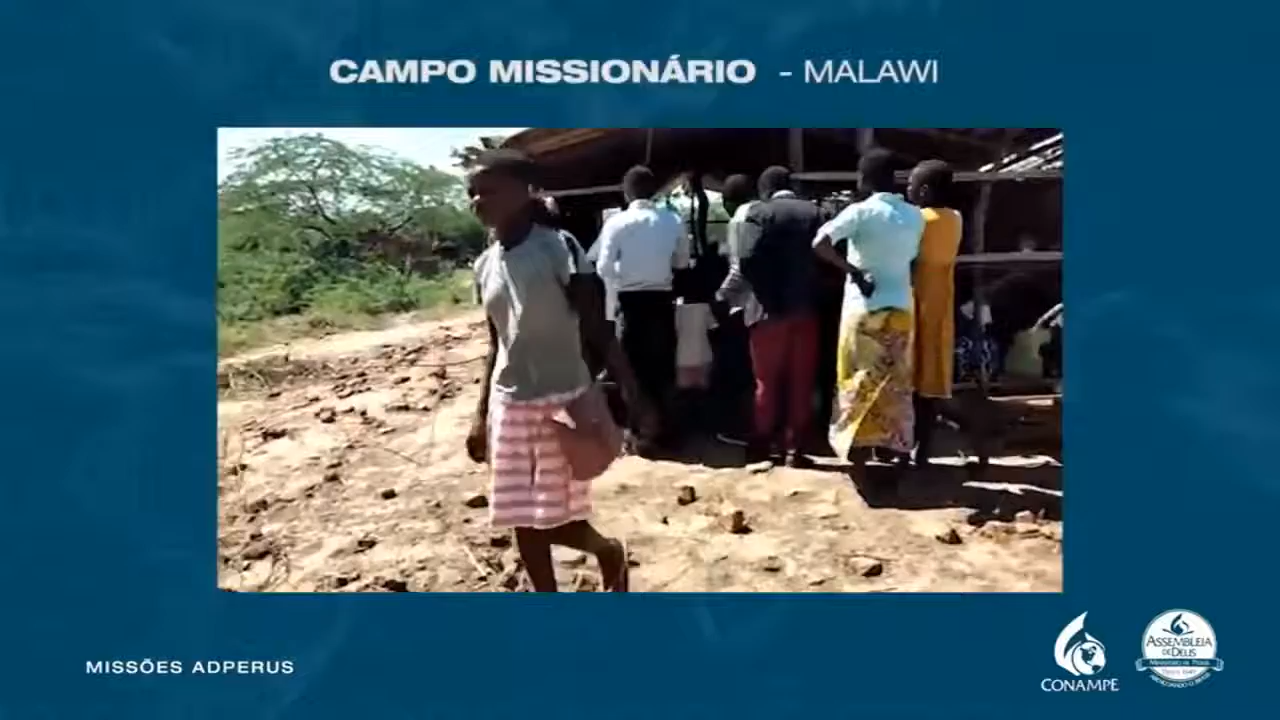 CAMPO MISSIONÁRIO - MALAWI
MISSÕES ADPERUS
CONAMPE
ASSEMBLEIA
DE DEUS